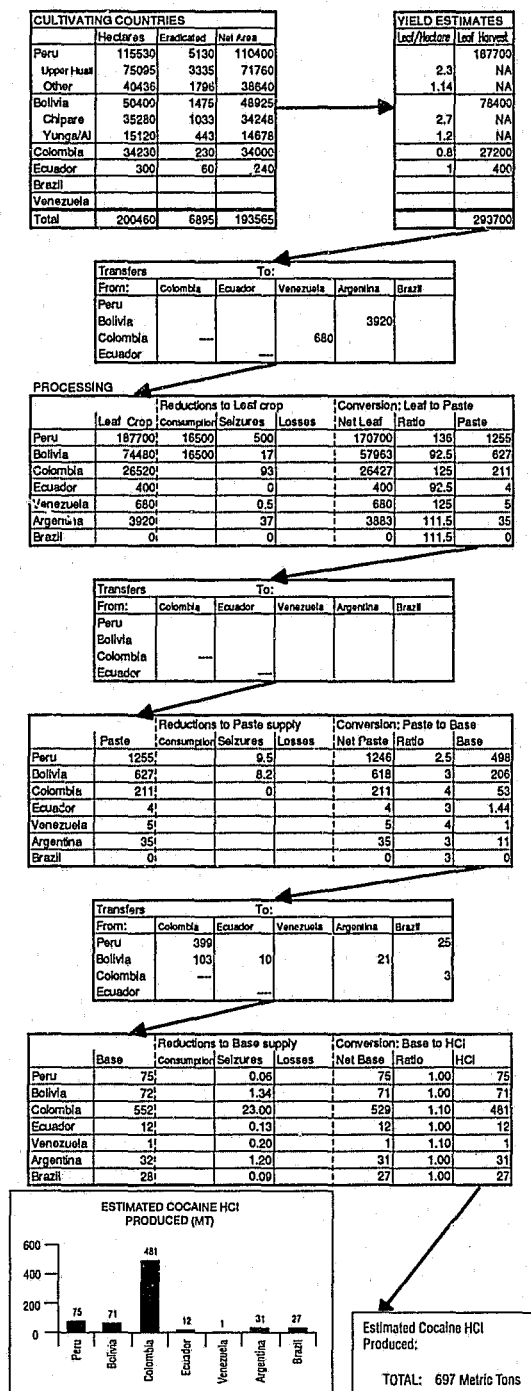 CULTIVATING COUNTRIES
Hectares Eradicated Net Area
Peru 115530 5130 110400
Upper Hual 75095 3335 71760
Other 40436 1796 38640
Bolivia 50400 1475 48925
Chipare 35280 1033 34248
Yunga/Al 15120 443 14678
Colombia 34230 230 34000
Ecuador 300 60 240
Brazil
Venezuela
Total 200460 6895 193565
YIELD ESTIMATES
Leaf/Hectare Leaf Harvest
187700
2.3 NA
1.14 NA
78400
2.7 NA
1.2 NA
0.8 27200
1 400
293700
Transfers To:
From: Colombia Ecuador Venezuela Argentina Brazil
Peru
Bolivia 3920
Colombia ---- 680
Ecuador ----
PROCESSING
Reductions to Leaf crop Conversion: Leaf to Paste
Leaf Crop Consumption Seizures Losses Net Leaf Ratio Paste
Peru 187700 16500 500 170700 136 1255
Bolivia 74480 16500 17 57963 92.5 627
Colombia 26520 93 26427 125 211
Ecuador 400 0 400 92.5 4
Venezuela 680 0.5 680 125 5
Argentina 3920 37 3883 111.5 35
Brazil 0 0 111.5 0
Transfers To:
From: Colombia Ecuador Venezuela Argentina Brazil
Peru
Bolivia
Colombia ----
Ecuador ----
Reductions to Paste supply Conversion: Paste to Base
Paste Consumption Seizures Losses Net Paste Ratio Base
Peru 1255 9.5 1246 2.5 498
Bolivia 627 8.2 618 3 206
Colombia 211 0 211 4 53
Ecuador 4 4 3 1.44
Venezuela 5 5 4 1
Argentina 35 35 3 11
Brazil 0 0 3 0
Transfers To:
From: Colombia Ecuador Venezuela Argentina Brazil
Peru 399 25
Bolivia 103 10 21
Colombia ---- 3
Ecuador ----
Reductions to Base supply Conversion: Base to HCl
Base Consumption Seizures Losses Net Base Ratio HCl
Peru 75 0.06 75 1.00 75
Bolivia 72 1.34 71 1.00 71
Colombia 552 23.00 529 1.10 481
Ecuador 12 0.13 12 1.00 12
Venezuela 1 0.20 1 1.10 1
Argentina 32 1.20 31 1.00 31
Brazil 28 0.09 27 1.00 27
ESTIMATED COCAINE HCl
PRODUCED (MT)
600
400
200
0
75 71 481 12 1 31 27
Peru Bolivia Colombia Ecuador Venezuela Argentina Brazil
Estimated Cocaine HCl
Produced:
TOTAL: 697 Metric Tons